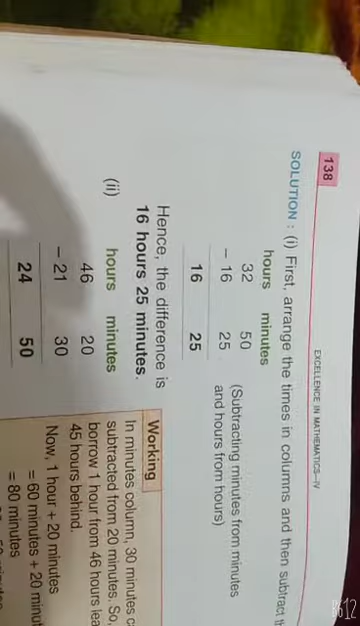 138
EXCELLENCE IN MATHEMATICS—IV
SOLUTION : (i) First, arrange the times in columns and then subtract
hours minutes
32 50
– 16 25
16 25
(Subtracting minutes from minutes
and hours from hours)
Hence, the difference is
16 hours 25 minutes.
(ii) hours minutes
46 20
– 21 30
24 50
Working
In minutes column, 30 minutes
subtracted from 20 minutes. So,
borrow 1 hour from 46 hours
45 hours behind.
Now, 1 hour + 20 minutes
= 60 minutes + 20
= 80 minutes
8612